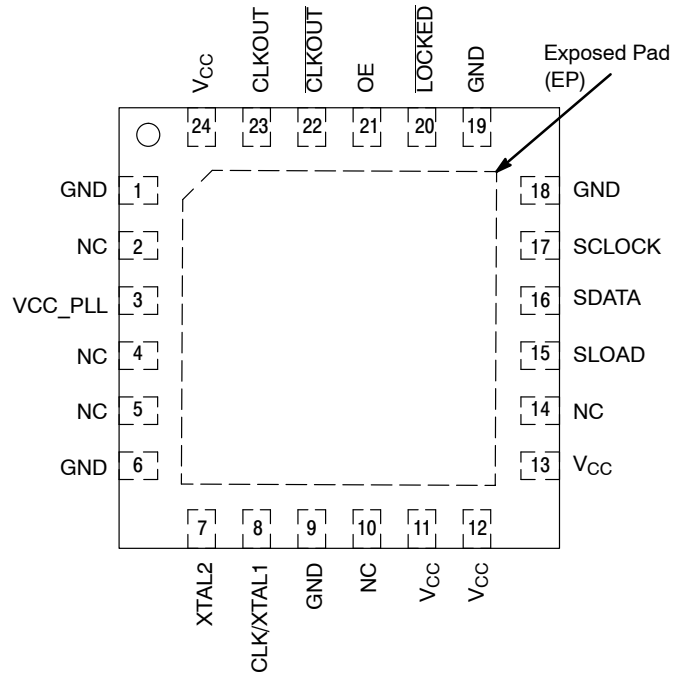 VCC
CLKOUT
CLKOUT
OE
LOCKED
GND
Exposed Pad
(EP)
24
23
22
21
20
19
GND 1
NC 2
VCC_PLL 3
NC 4
NC 5
GND 6
18 GND
17 SCLOCK
16 SDATA
15 SLOAD
14 NC
13 VCC
7
8
9
10
11
12
XTAL2
CLK/XTAL1
GND
NC
VCC
VCC